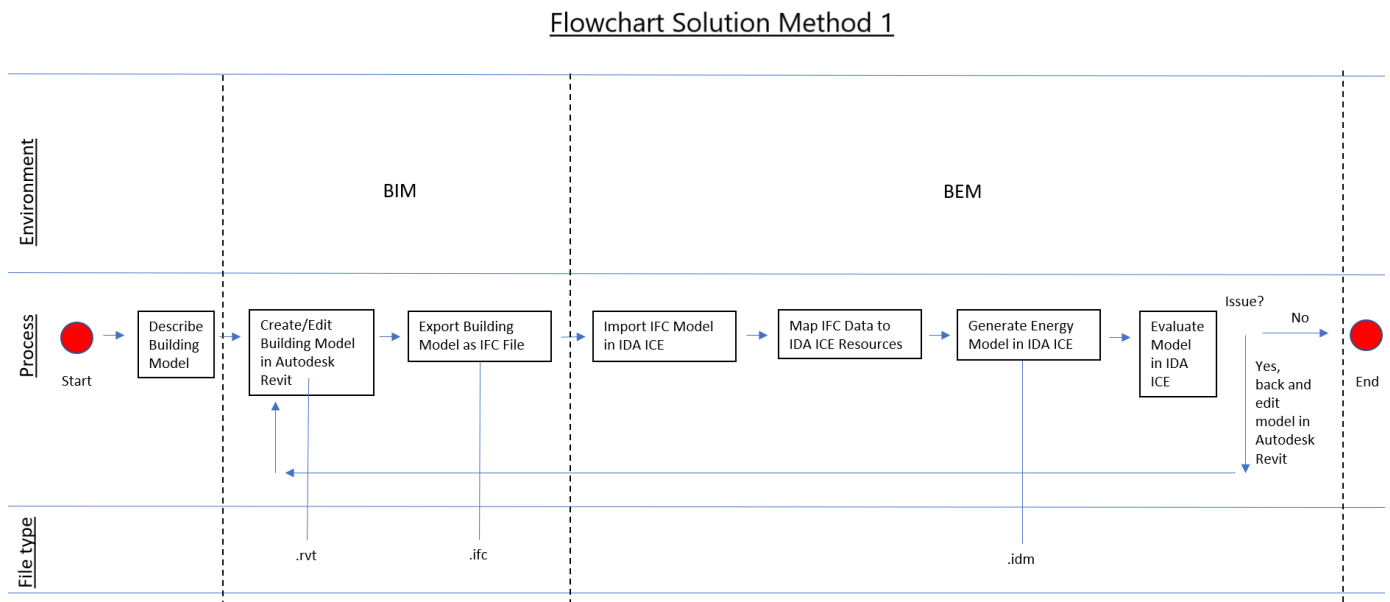 Flowchart Solution Method 1
Environment
BIM
BEM
Process
Start
Describe
Building
Model
Create/Edit
Building Model
in Autodesk
Revit
Export Building
Model as IFC File
Import IFC Model
in IDA ICE
Map IFC Data to
IDA ICE Resources
Generate Energy
Model in IDA ICE
Evaluate
Model
in IDA
ICE
Issue?
No
Yes,
back and
edit
model in
Autodesk
Revit
End
File type
.rvt
.ifc
.idm